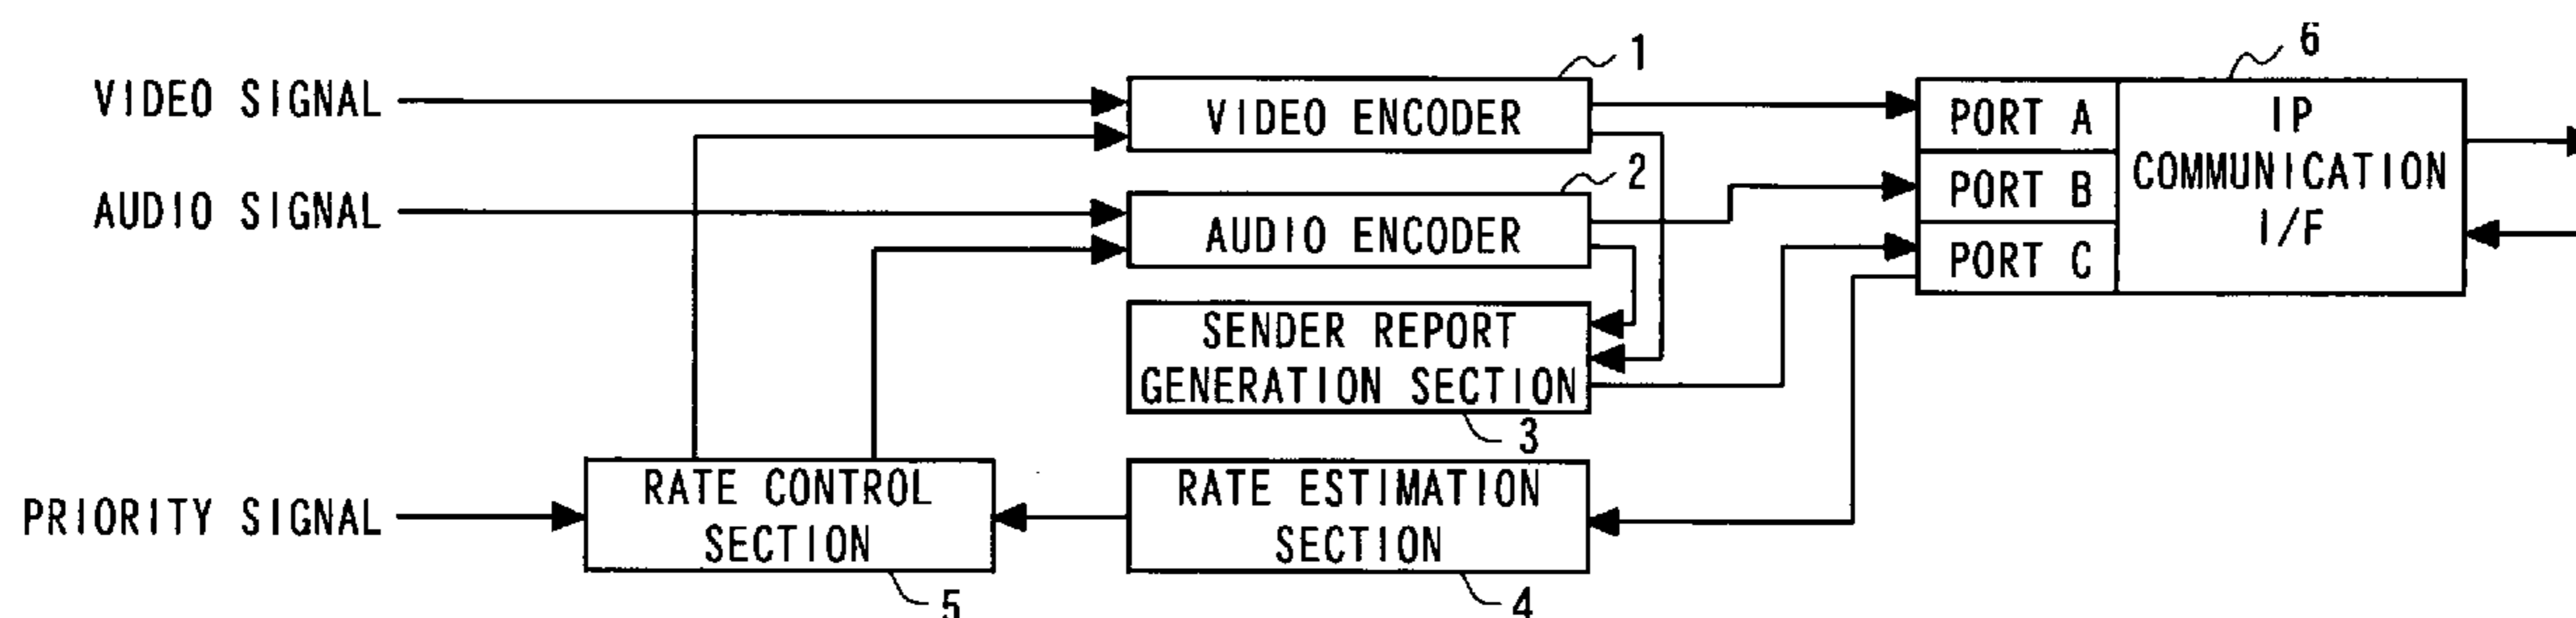 6
1
VIDEO SIGNAL
VIDEO ENCODER
PORT A
IP
COMMUNICATION
I/F
2
AUDIO SIGNAL
AUDIO ENCODER
PORT B
PORT C
SENDER REPORT
GENERATION SECTION
3
PRIORITY SIGNAL
RATE CONTROL
SECTION
5
RATE ESTIMATION
SECTION
4